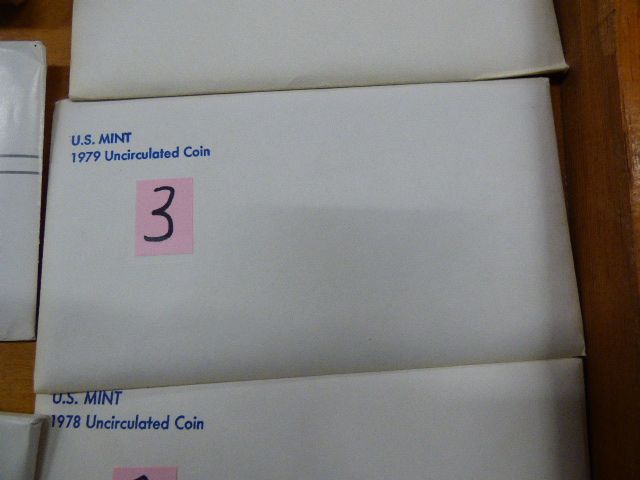 U.S. MINT
1979 Uncirculated Coin
3
U.S. MINT
1978 Uncirculated Coin